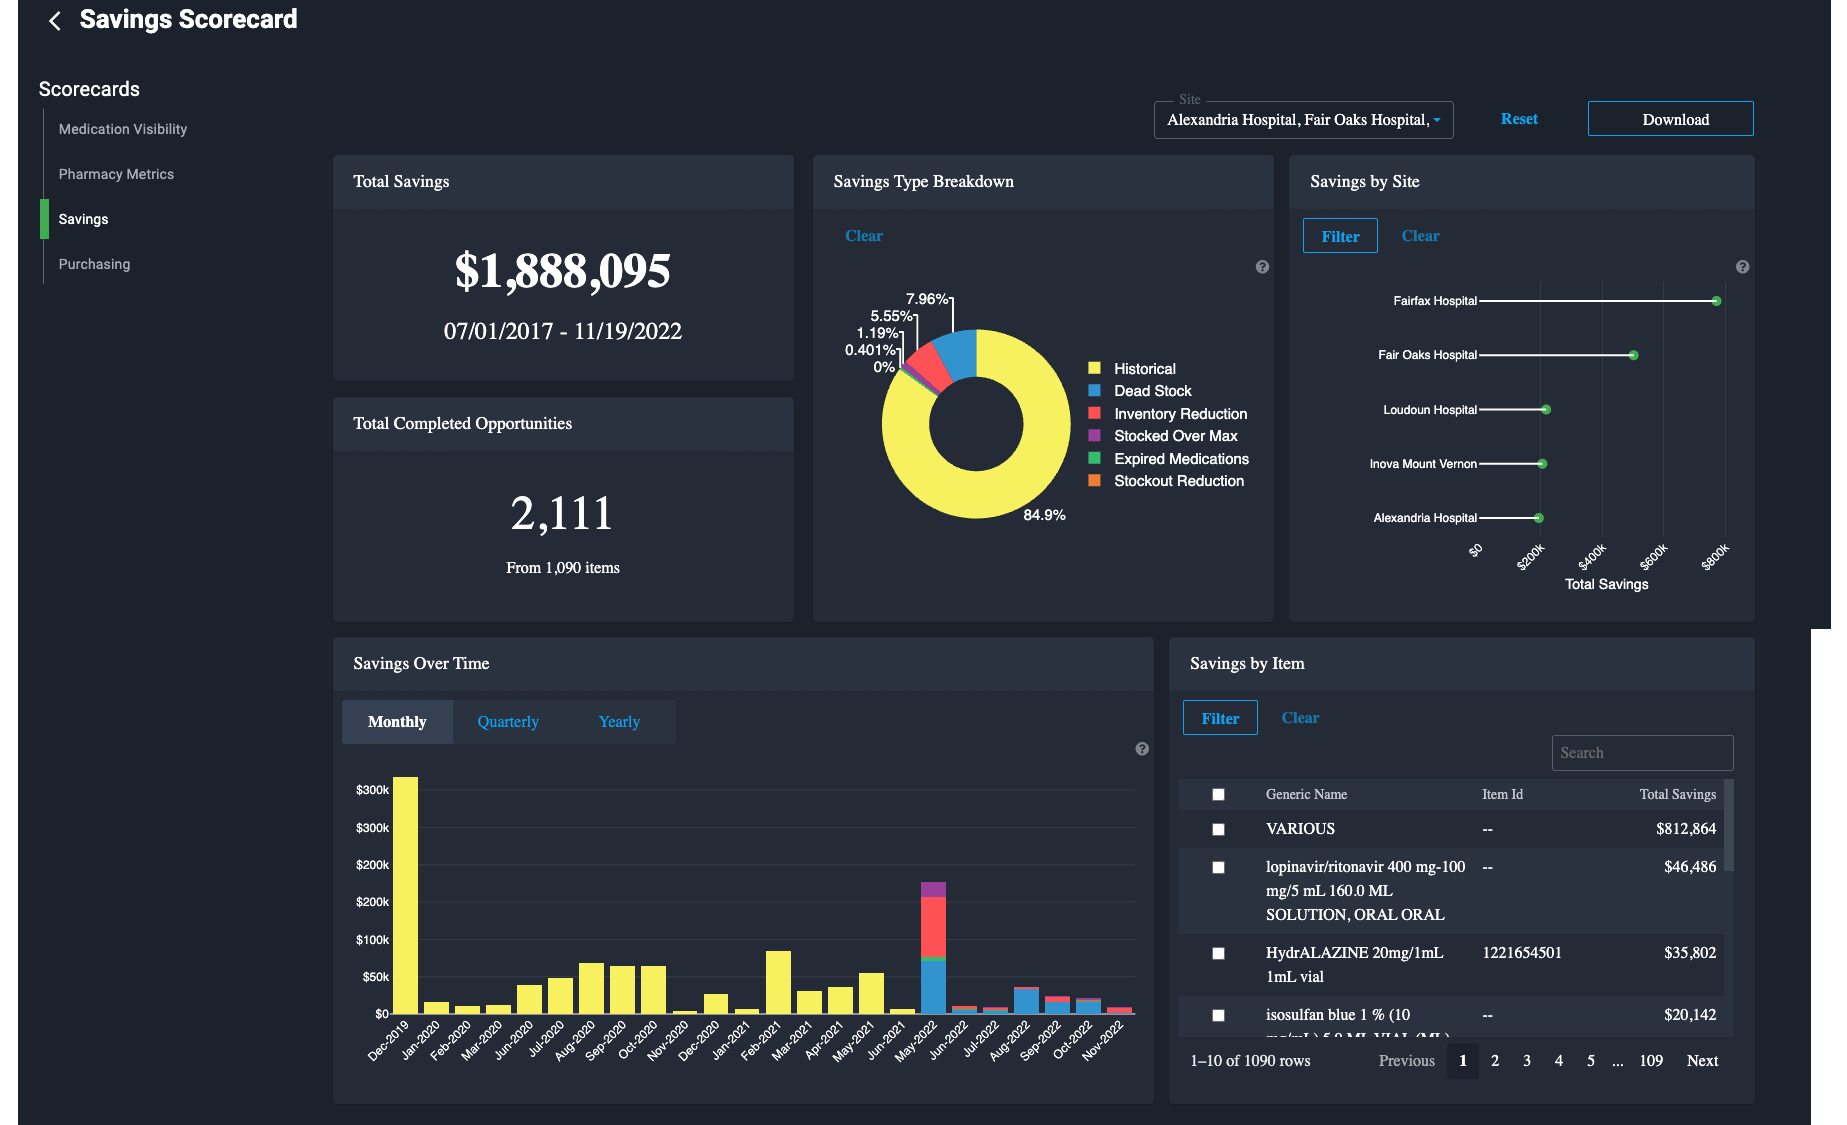 Savings Scorecard
Scorecards
Medication Visibility
Pharmacy Metrics
Savings
Purchasing
Site
Alexandria Hospital, Fair Oaks Hospital,
Reset
Download
Total Savings
$1,888,095
07/01/2017 - 11/19/2022
Total Completed Opportunities
2,111
From 1,090 items
Savings Type Breakdown
Clear
?
7.96%
5.55%
1.19%
0.401%
0%
84.9%
Historical
Dead Stock
Inventory Reduction
Stocked Over Max
Expired Medications
Stockout Reduction
Savings by Site
Filter
Clear
?
Fairfax Hospital
Fair Oaks Hospital
Loudoun Hospital
Inova Mount Vernon
Alexandria Hospital
$0
$200k
$400k
$600k
$800k
Total Savings
Savings Over Time
Monthly
Quarterly
Yearly
?
$300k
$300k
$200k
$200k
$100k
$50k
$0
Dec-2019
Jan-2020
Feb-2020
Mar-2020
Jun-2020
Jul-2020
Aug-2020
Sep-2020
Oct-2020
Nov-2020
Dec-2020
Jan-2021
Feb-2021
Mar-2021
Apr-2021
May-2021
Jun-2021
May-2022
Jun-2022
Jul-2022
Aug-2022
Sep-2022
Oct-2022
Nov-2022
Savings by Item
Filter
Clear
Search
Generic Name Item Id Total Savings
VARIOUS -- $812,864
lopinavir/ritonavir 400 mg-100 -- $46,486
mg/5 mL 160.0 ML
SOLUTION, ORAL ORAL
HydrALAZINE 20mg/1mL 1221654501 $35,802
1mL vial
isosulfan blue 1 % (10 -- $20,142
1–10 of 1090 rows
Previous 1 2 3 4 5 ... 109 Next